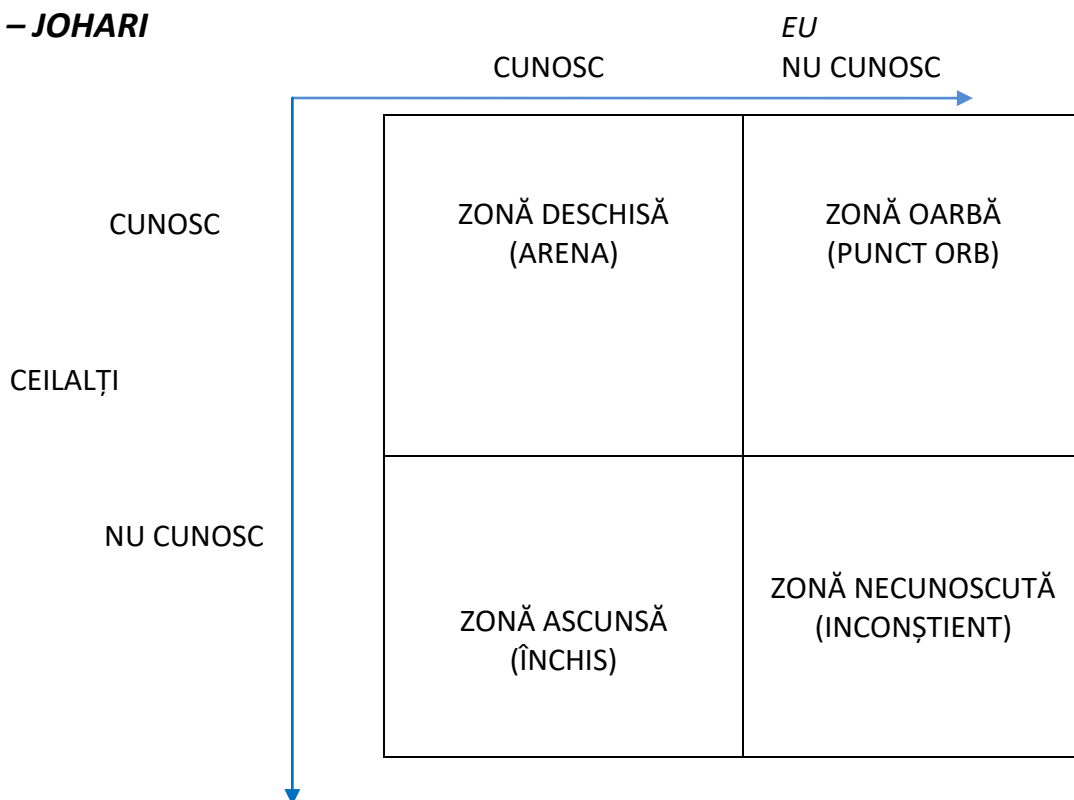 – JOHARI
EU
CUNOSC NU CUNOSC
CUNOSC
ZONĂ DESCHISĂ
(ARENA)
ZONĂ OARBĂ
(PUNCT ORB)
CEILALȚI
NU CUNOSC
ZONĂ ASCUNSĂ
(ÎNCHIS)
ZONĂ NECUNOSCUTĂ
(INCONȘTIENT)